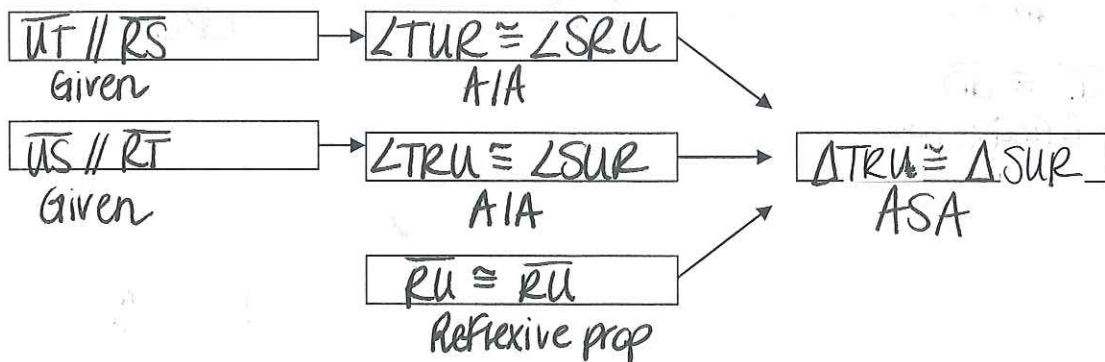 UT // RS
Given
∠TUR ≅ ∠SRU
AIA
US // RT
Given
∠TRU ≅ ∠SUR
AIA
RU ≅ RU
Reflexive prop
ΔTRU ≅ ΔSUR
ASA